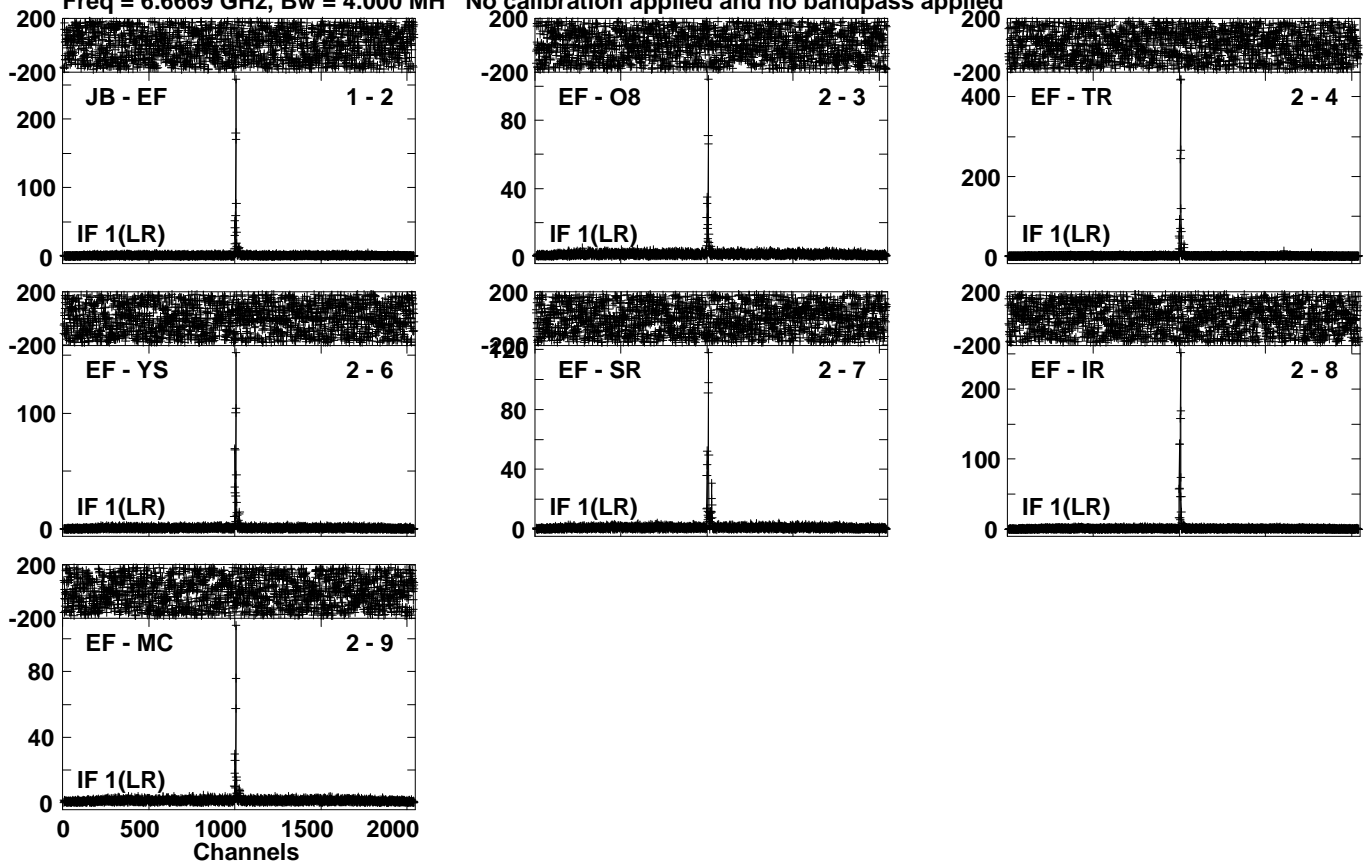 Freq = 6.6669 GHz, Bw = 4.000 MH No calibration applied and no bandpass applied
200
-200
JB - EF 1 - 2
200
100
IF 1(LR)
0
200
-200
EF - O8 2 - 3
80
40
IF 1(LR)
0
200
-200
EF - TR 2 - 4
400
200
IF 1(LR)
0
200
-200
EF - YS 2 - 6
100
IF 1(LR)
0
200
-200
120
EF - SR 2 - 7
80
40
IF 1(LR)
0
200
-200
EF - IR 2 - 8
200
100
IF 1(LR)
0
200
-200
EF - MC 2 - 9
80
40
IF 1(LR)
0
0 500 1000 1500 2000
Channels